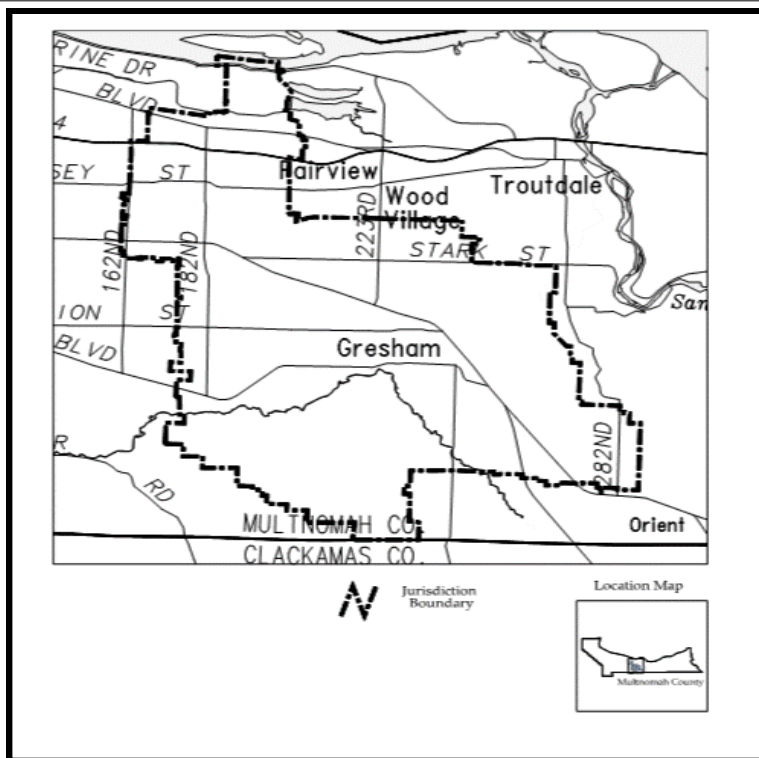 RINE DR
Y BLVD
4
SEY ST
Fairview
Wood
Village
Troutdale
162ND
182ND
223RD
STARK ST
San
ION ST
BLVD
Gresham
282ND
R
RD
MULTNOMAH CO.
CLACKAMAS CO.
Orient
Jurisdiction
Boundary
Location Map
Multnomah County